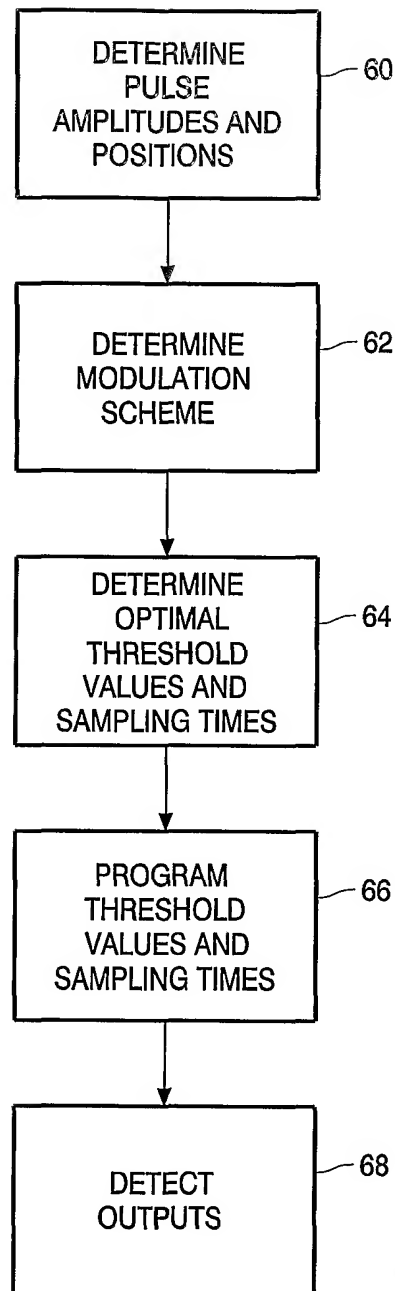 DETERMINE
PULSE
AMPLITUDES AND
POSITIONS
60
DETERMINE
MODULATION
SCHEME
62
DETERMINE
OPTIMAL
THRESHOLD
VALUES AND
SAMPLING TIMES
64
PROGRAM
THRESHOLD
VALUES AND
SAMPLING TIMES
66
DETECT
OUTPUTS
68